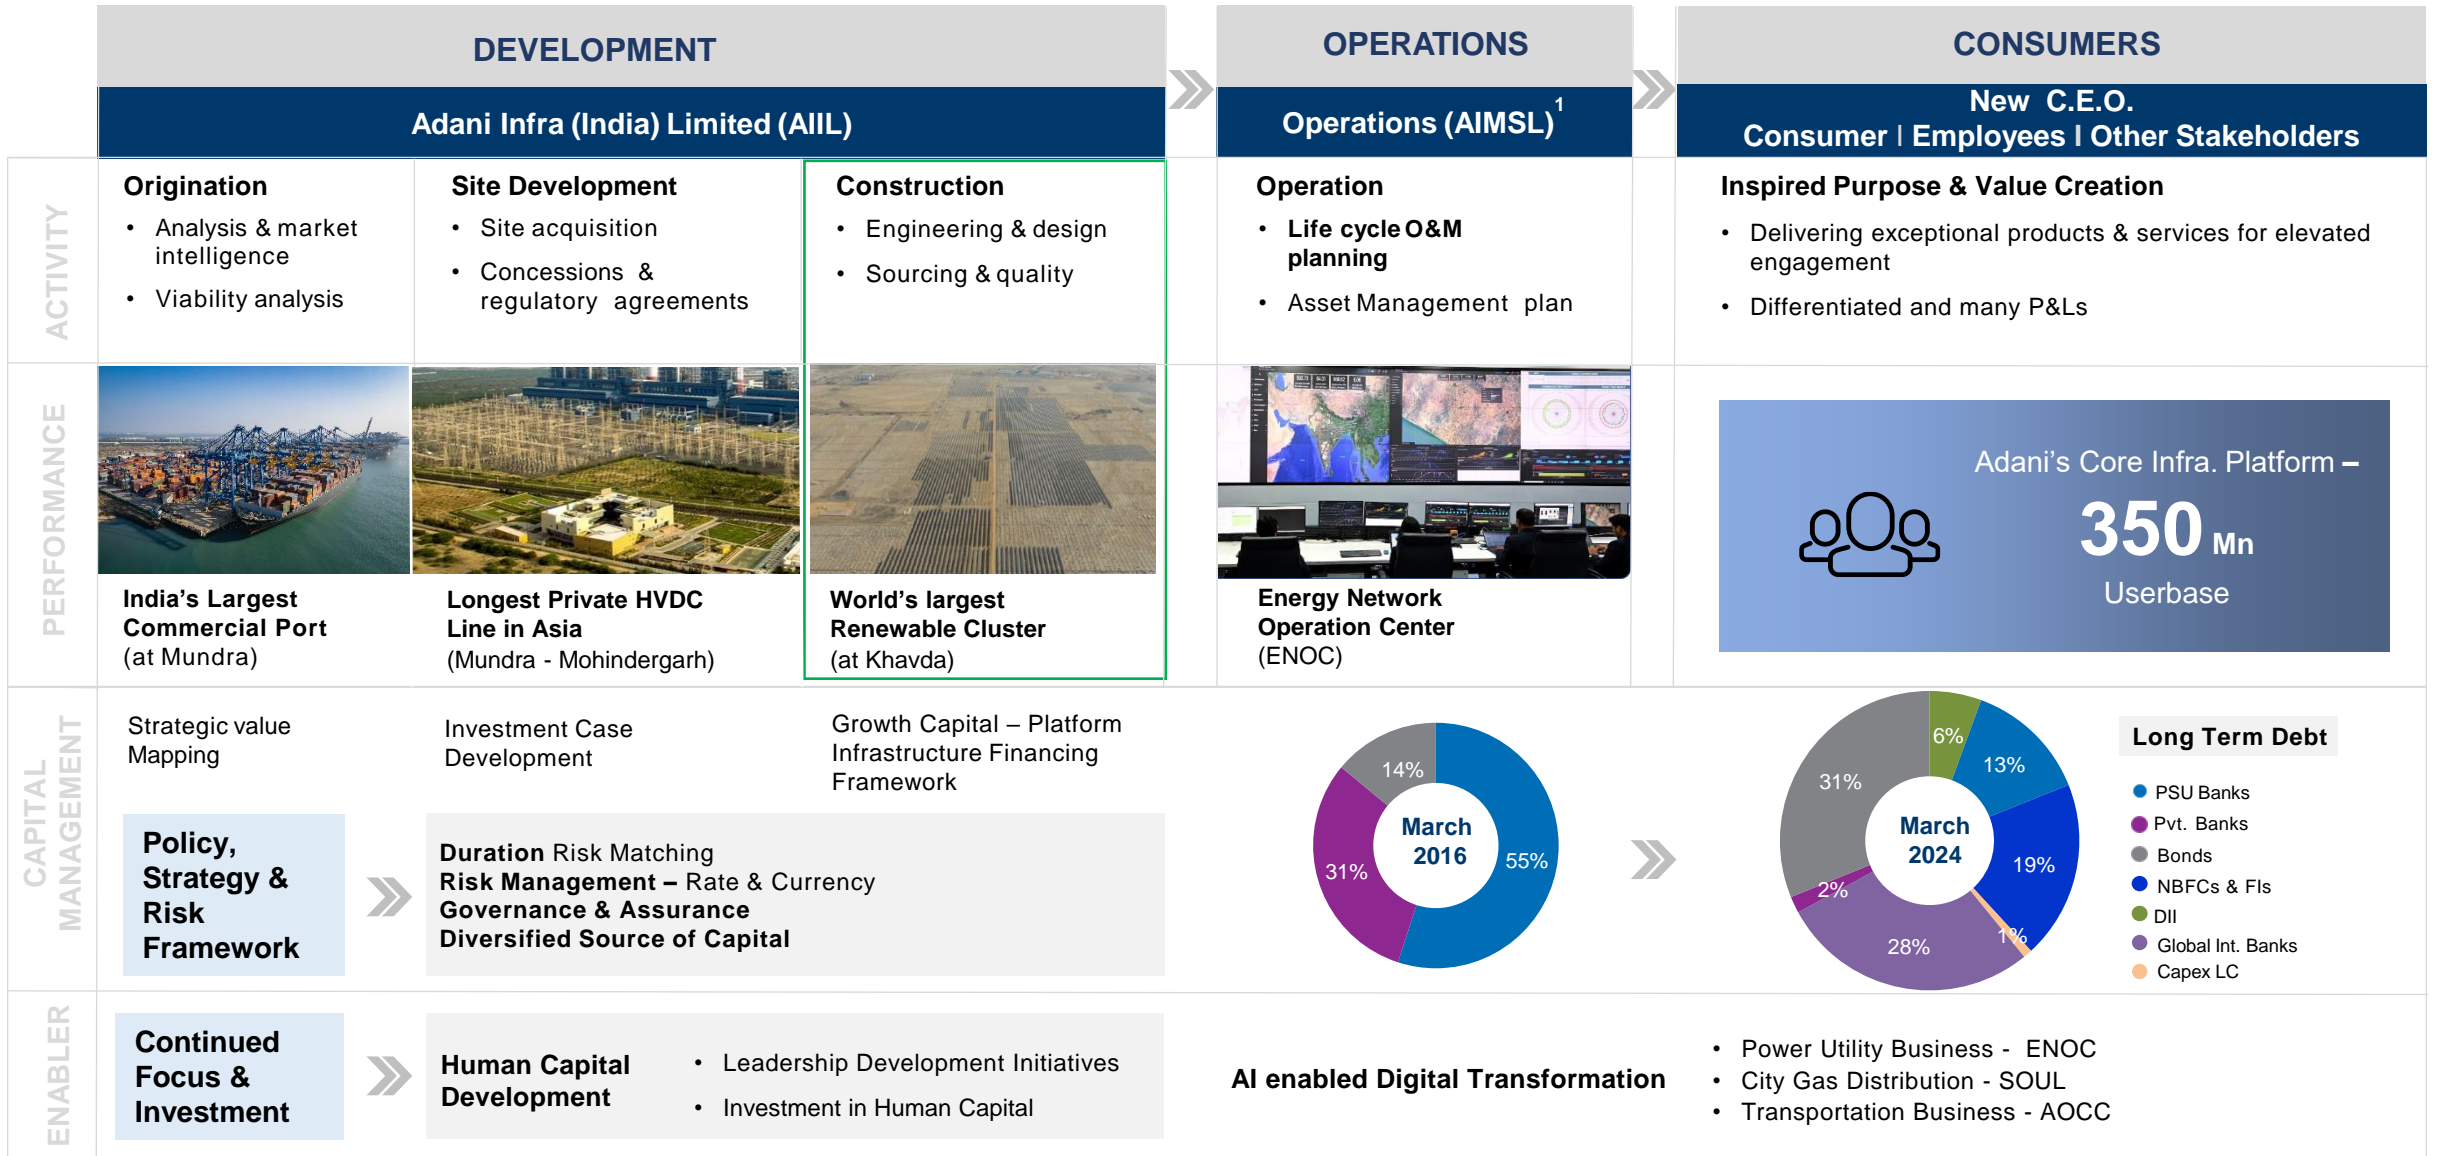 DEVELOPMENT
Adani Infra (India) Limited (AIIL)
OPERATIONS
Operations (AIMSL)1
CONSUMERS
New C.E.O.
Consumer I Employees I Other Stakeholders
ACTIVITY
Origination
• Analysis & market
intelligence
• Viability analysis
Site Development
• Site acquisition
• Concessions &
regulatory agreements
Construction
• Engineering & design
• Sourcing & quality
Operation
• Life cycle O&M
planning
• Asset Management plan
Inspired Purpose & Value Creation
• Delivering exceptional products & services for elevated
engagement
• Differentiated and many P&Ls
PERFORMANCE
India's Largest
Commercial Port
(at Mundra)
Longest Private HVDC
Line in Asia
(Mundra - Mohindergarh)
World's largest
Renewable Cluster
(at Khavda)
Energy Network
Operation Center
(ENOC)
Adani's Core Infra. Platform –
350 Mn
Userbase
CAPITAL
MANAGEMENT
Strategic value
Mapping
Investment Case
Development
Growth Capital – Platform
Infrastructure Financing
Framework
Policy,
Strategy &
Risk
Framework
Duration Risk Matching
Risk Management – Rate & Currency
Governance & Assurance
Diversified Source of Capital
14%
31%
55%
March
2016
6%
13%
31%
19%
2%
28%
1%
March
2024
Long Term Debt
PSU Banks
Pvt. Banks
Bonds
NBFCs & FIs
DII
Global Int. Banks
Capex LC
ENABLER
Continued
Focus &
Investment
Human Capital
Development
• Leadership Development Initiatives
• Investment in Human Capital
AI enabled Digital Transformation
• Power Utility Business - ENOC
• City Gas Distribution - SOUL
• Transportation Business - AOCC